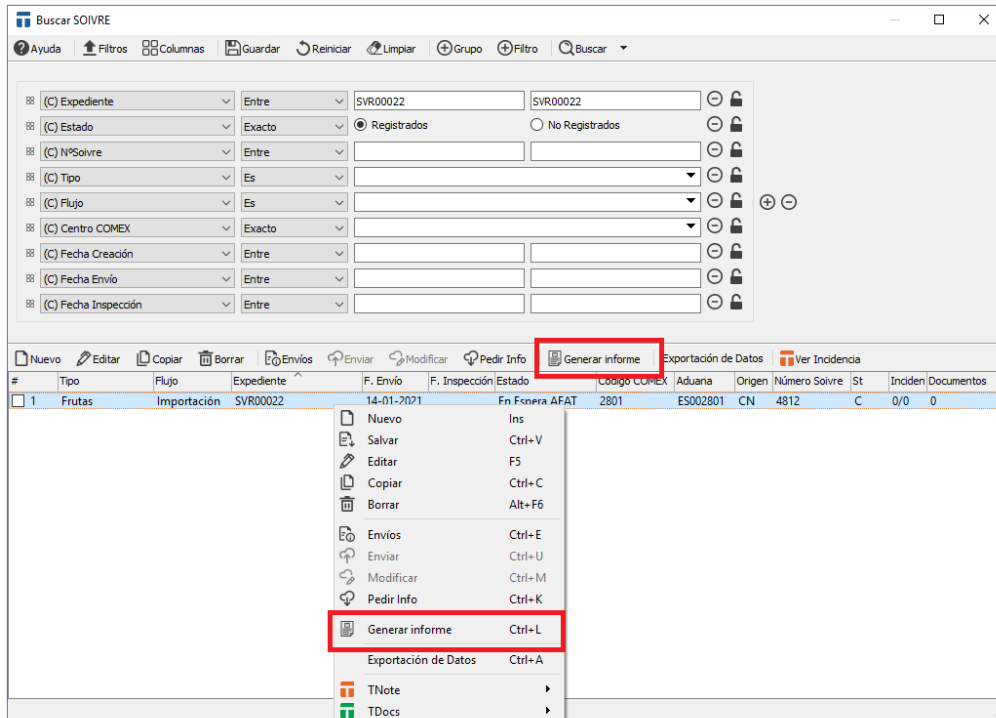 Buscar SOIVRE
Ayuda Filtros Columnas Guardar Reiniciar Limpiar Grupo Filtro Buscar
(C) Expediente Entre SVR00022 SVR00022
(C) Estado Exacto Registrados No Registrados
(C) NºSoivre Entre
(C) Tipo Es
(C) Flujo Es
(C) Centro COMEX Exacto
(C) Fecha Creación Entre
(C) Fecha Envío Entre
(C) Fecha Inspección Entre
Nuevo Editar Copiar Borrar Envíos Enviar Modificar Pedir Info Generar informe Exportación de Datos Ver Incidencia
# Tipo Flujo Expediente F. Envío F. Inspección Estado Código COMEX Aduana Origen Número Soivre St Inciden Documentos
1 Frutas Importación SVR00022 14-01-2021 En Espera AEAT 2801 ES002801 CN 4812 C 0/0 0
Nuevo Ins
Salvar Ctrl+V
Editar F5
Copiar Ctrl+C
Borrar Alt+F6
Envíos Ctrl+E
Enviar Ctrl+U
Modificar Ctrl+M
Pedir Info Ctrl+K
Generar informe Ctrl+L
Exportación de Datos Ctrl+A
TNote
TDocs